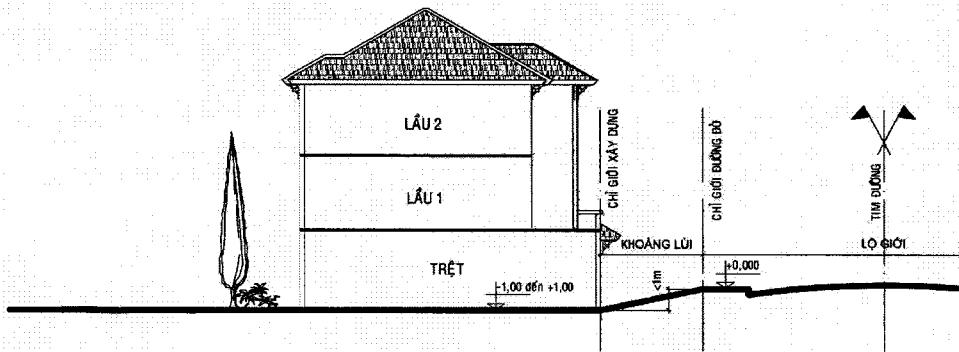 LẦU 2
LẦU 1
TRỆT
-1,00 đến +1,00
CHỈ GIỚI XÂY DỰNG
KHOẢNG LÙI
<1m
CHỈ GIỚI ĐƯỜNG ĐỎ
+0,000
TIM ĐƯỜNG
LỘ GIỚI